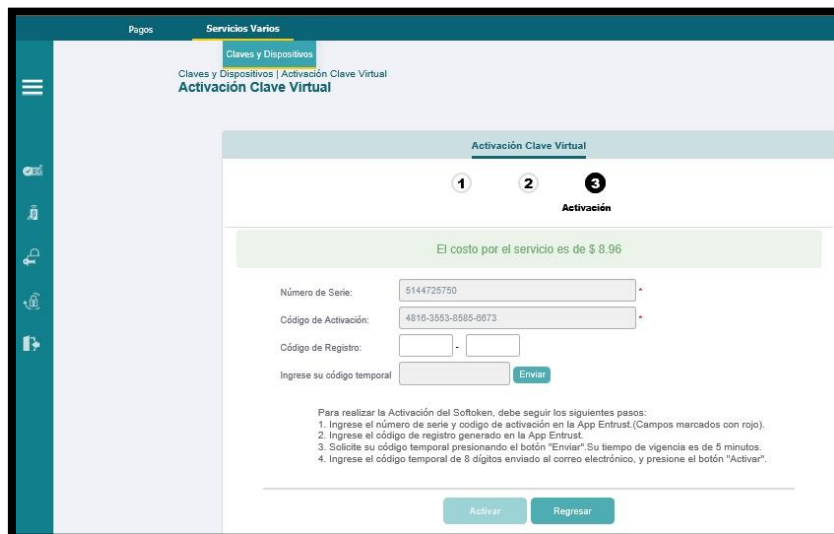 Pagos Servicios Varios
Claves y Dispositivos
Claves y Dispositivos | Activación Clave Virtual
Activación Clave Virtual
Activación Clave Virtual
1 2 3
Activación
El costo por el servicio es de $ 8.96
Número de Serie: 5144725750 *
Código de Activación: 4816-3553-8585-6673 *
Código de Registro: -
Ingrese su código temporal Enviar
Para realizar la Activación del Softoken, debe seguir los siguientes pasos:
1. Ingrese el número de serie y codigo de activación en la App Entrust.(Campos marcados con rojo).
2. Ingrese el código de registro generado en la App Entrust.
3. Solicite su código temporal presionando el botón "Enviar".Su tiempo de vigencia es de 5 minutos.
4. Ingrese el código temporal de 8 dígitos enviado al correo electrónico, y presione el botón "Activar".
Activar Regresar